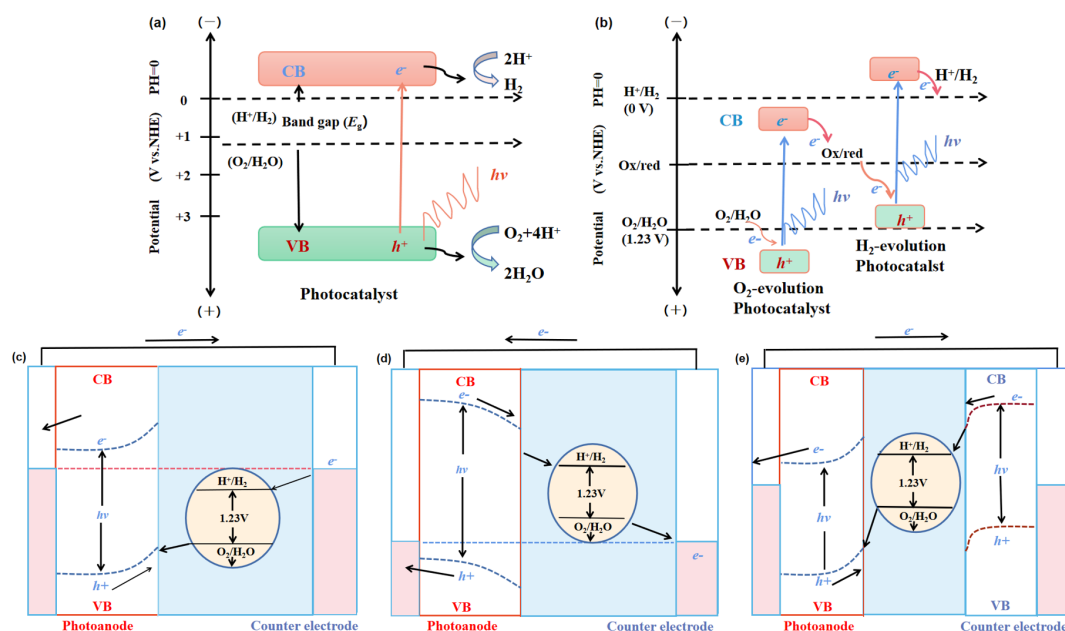 (a)
(−)
PH=0
(V vs.NHE)
Potential
0
+1
+2
+3
(+)
CB
e-
2H+
H2
(H+/H2)
Band gap (Eg)
(O2/H2O)
hν
VB
h+
O2+4H+
2H2O
Photocatalyst
(b)
(−)
PH=0
(V vs.NHE)
Potential
H+/H2
(0 V)
Ox/red
O2/H2O
(1.23 V)
(+)
e-
H+/H2
e-
CB
e-
e-
Ox/red
hν
e-
hν
O2/H2O
e-
h+
VB
h+
H2-evolution
Photocatalst
O2-evolution
Photocatalyst
(c)
e-
CB
e-
e-
H+/H2
hν
1.23V
O2/H2O
h+
VB
Photoanode
Counter electrode
(d)
e-
CB
e-
H+/H2
hν
1.23V
O2/H2O
h+
e-
VB
Photoanode
Counter electrode
(e)
e-
CB
CB
e-
e-
H+/H2
hν
1.23V
hν
O2/H2O
h+
h+
VB
VB
Photoanode
Counter electrode